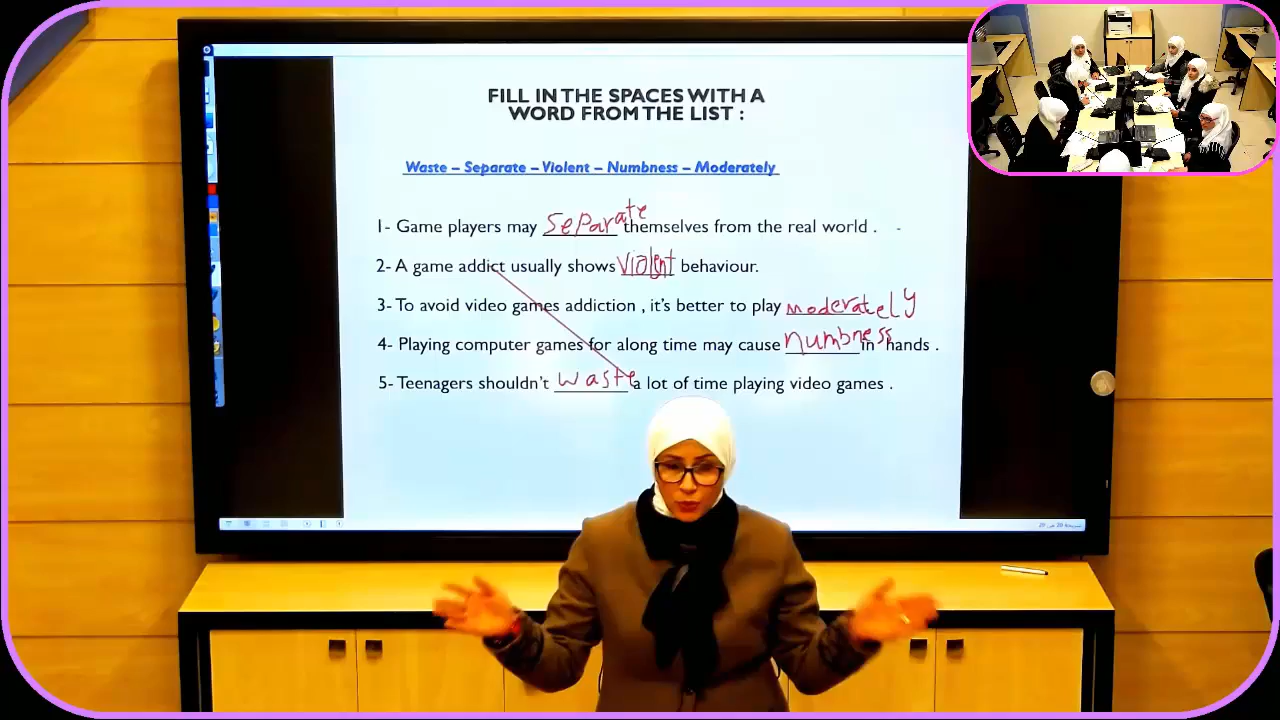 FILL IN THE SPACES WITH A
WORD FROM THE LIST :
Waste – Separate – Violent – Numbness – Moderately
1- Game players may separate themselves from the real world .
2- A game addict usually shows violent behaviour.
3- To avoid video games addiction , it's better to play moderately
4- Playing computer games for along time may cause numbness in hands .
5- Teenagers shouldn't waste a lot of time playing video games .